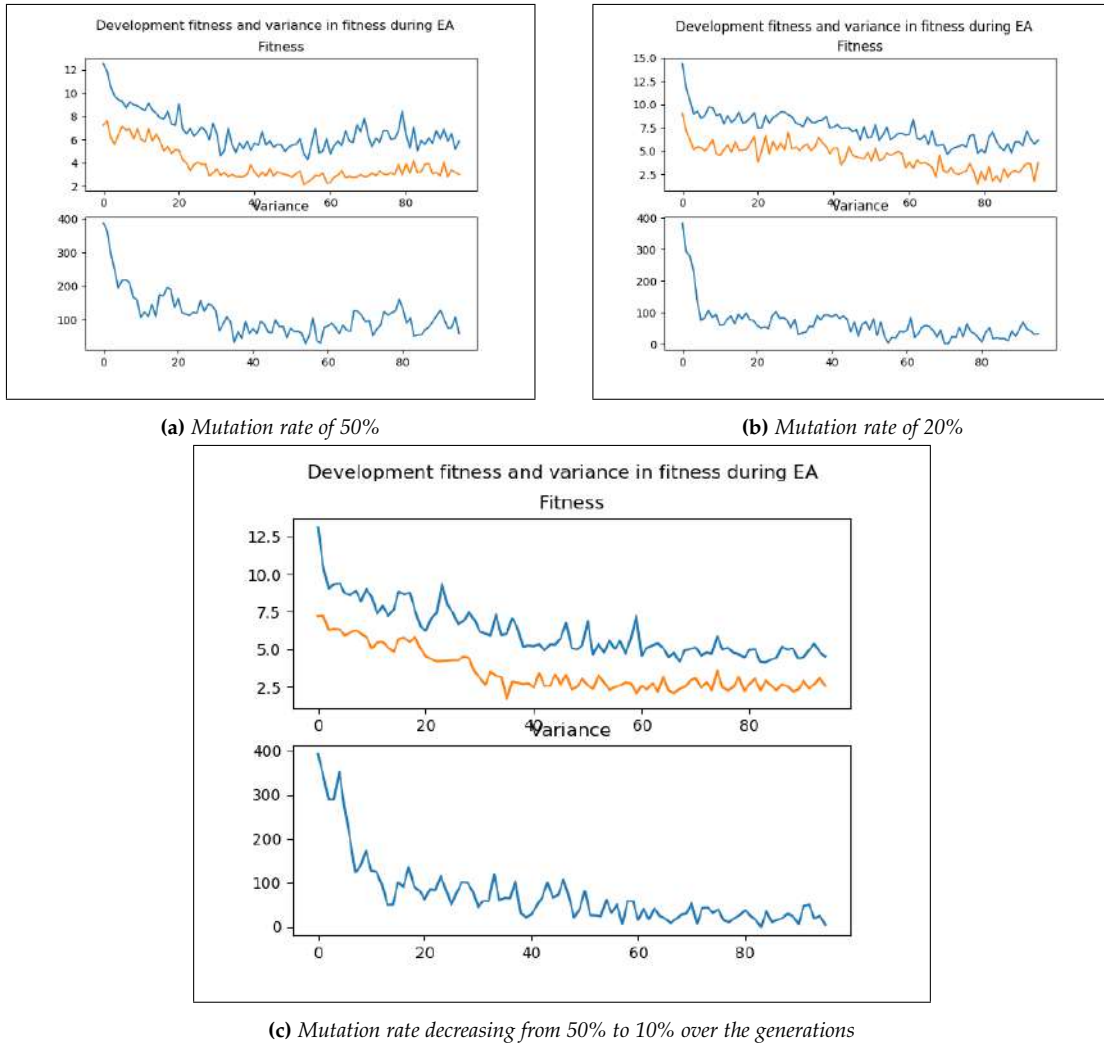 Development fitness and variance in fitness during EA
Fitness
12
10
8
6
4
2
0 20 40 60 80
Variance
400
300
200
100
0 20 40 60 80
(a) Mutation rate of 50%
Development fitness and variance in fitness during EA
Fitness
15.0
12.5
10.0
7.5
5.0
2.5
0 20 40 60 80
Variance
400
300
200
100
0
0 20 40 60 80
(b) Mutation rate of 20%
Development fitness and variance in fitness during EA
Fitness
12.5
10.0
7.5
5.0
2.5
0 20 40 60 80
Variance
400
300
200
100
0
0 20 40 60 80
(c) Mutation rate decreasing from 50% to 10% over the generations